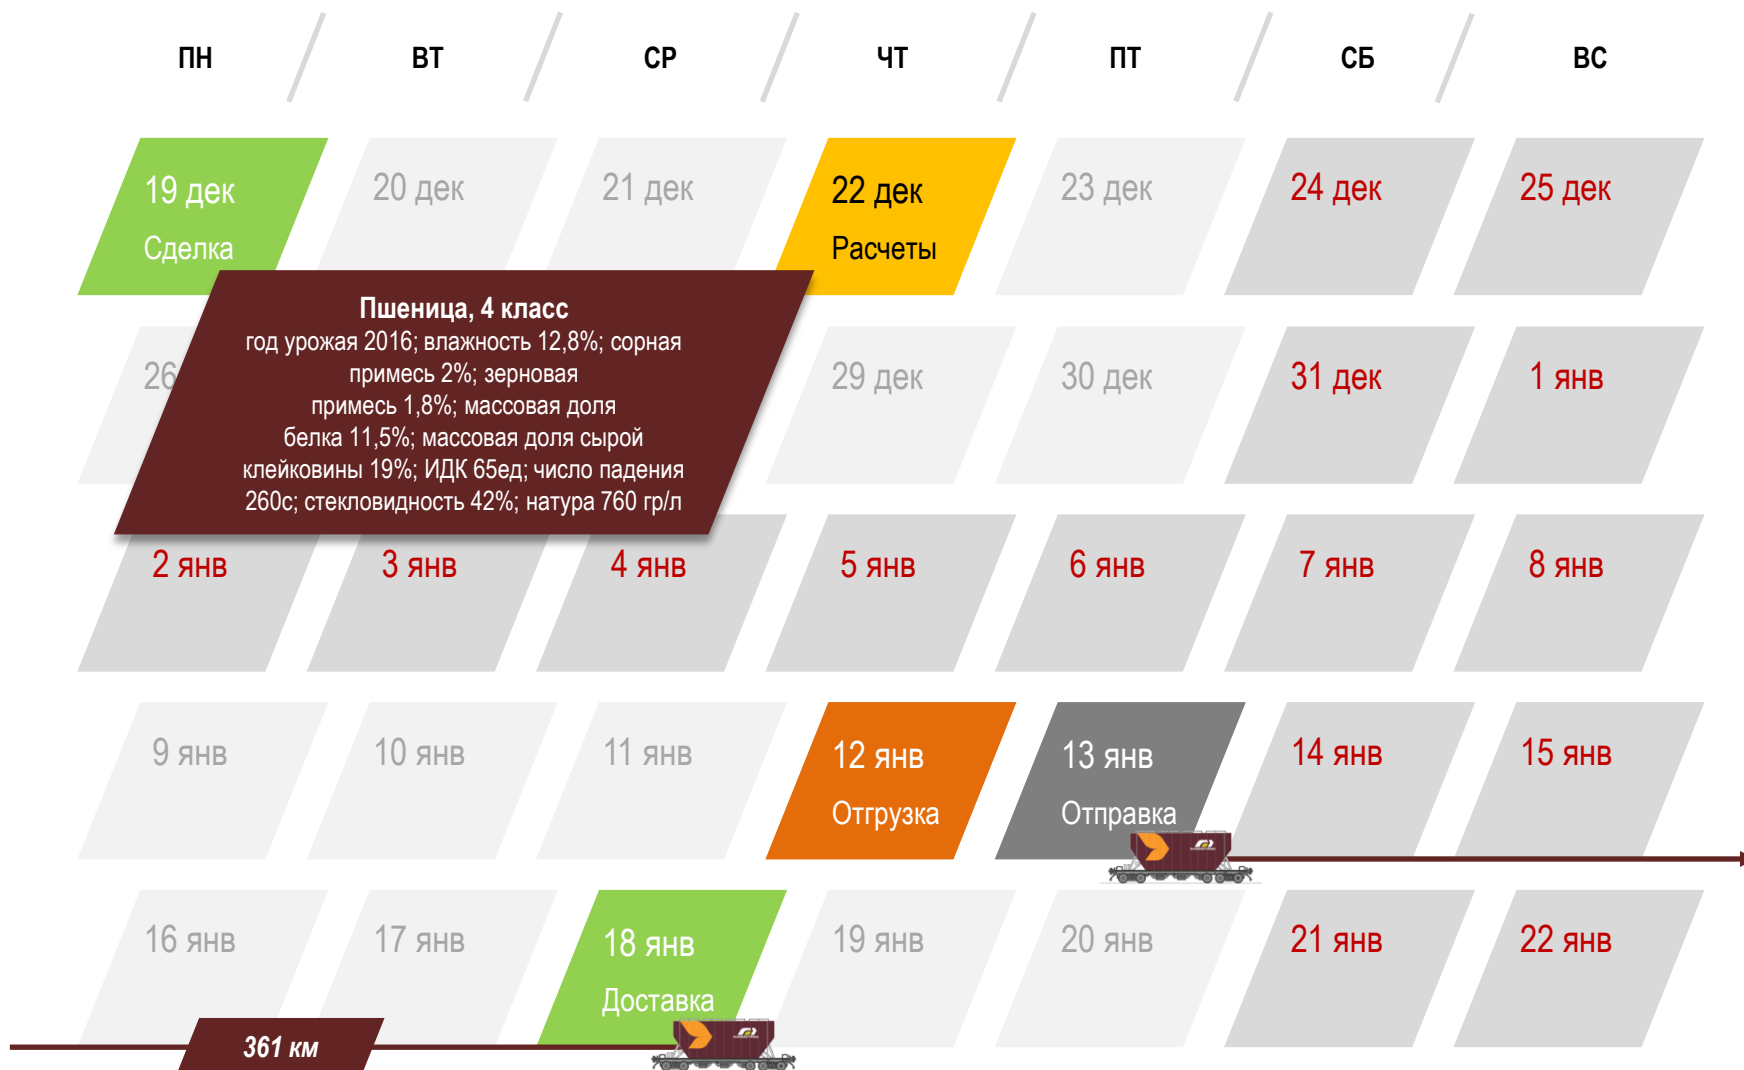 ПН ВТ СР ЧТ ПТ СБ ВС
19 дек 20 дек 21 дек 22 дек 23 дек 24 дек 25 дек
Сделка Расчеты
Пшеница, 4 класс
год урожая 2016; влажность 12,8%; сорная
примесь 2%; зерновая
примесь 1,8%; массовая доля
белка 11,5%; массовая доля сырой
клейковины 19%; ИДК 65ед; число падения
260с; стекловидность 42%; натура 760 гр/л
26 29 дек 30 дек 31 дек 1 янв
2 янв 3 янв 4 янв 5 янв 6 янв 7 янв 8 янв
9 янв 10 янв 11 янв 12 янв 13 янв 14 янв 15 янв
Отгрузка Отправка
16 янв 17 янв 18 янв 19 янв 20 янв 21 янв 22 янв
Доставка
361 км